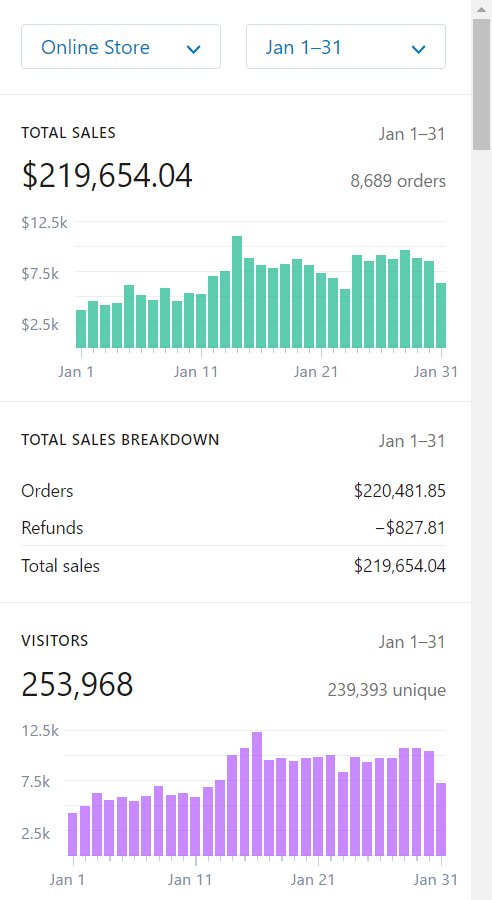 Online Store Jan 1–31
TOTAL SALES Jan 1–31
$219,654.04 8,689 orders
$12.5k
$7.5k
$2.5k
Jan 1 Jan 11 Jan 21 Jan 31
TOTAL SALES BREAKDOWN Jan 1–31
Orders $220,481.85
Refunds −$827.81
Total sales $219,654.04
VISITORS Jan 1–31
253,968 239,393 unique
12.5k
7.5k
2.5k
Jan 1 Jan 11 Jan 21 Jan 31